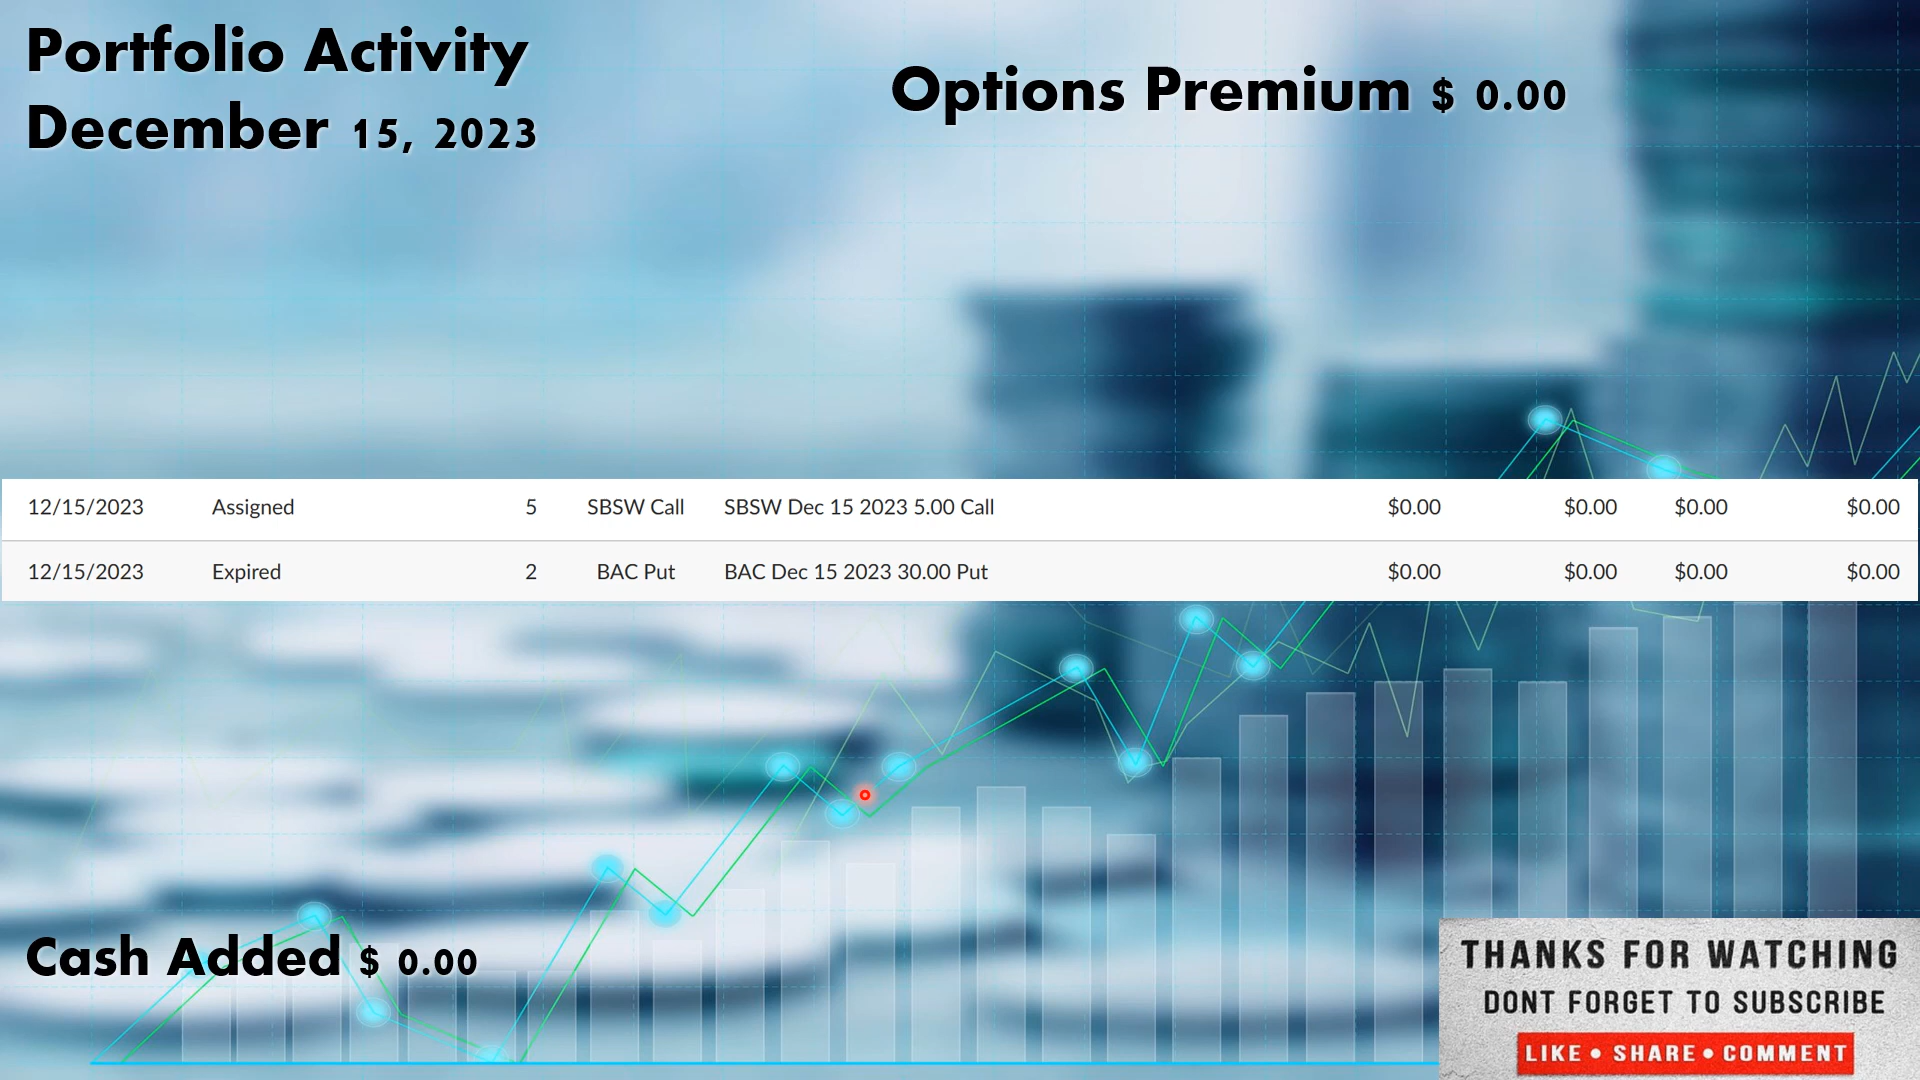 Portfolio Activity
December 15, 2023
Options Premium $ 0.00
12/15/2023 Assigned 5 SBSW Call SBSW Dec 15 2023 5.00 Call $0.00 $0.00 $0.00 $0.00
12/15/2023 Expired 2 BAC Put BAC Dec 15 2023 30.00 Put $0.00 $0.00 $0.00 $0.00
Cash Added $ 0.00
THANKS FOR WATCHING
DONT FORGET TO SUBSCRIBE
LIKE • SHARE • COMMENT